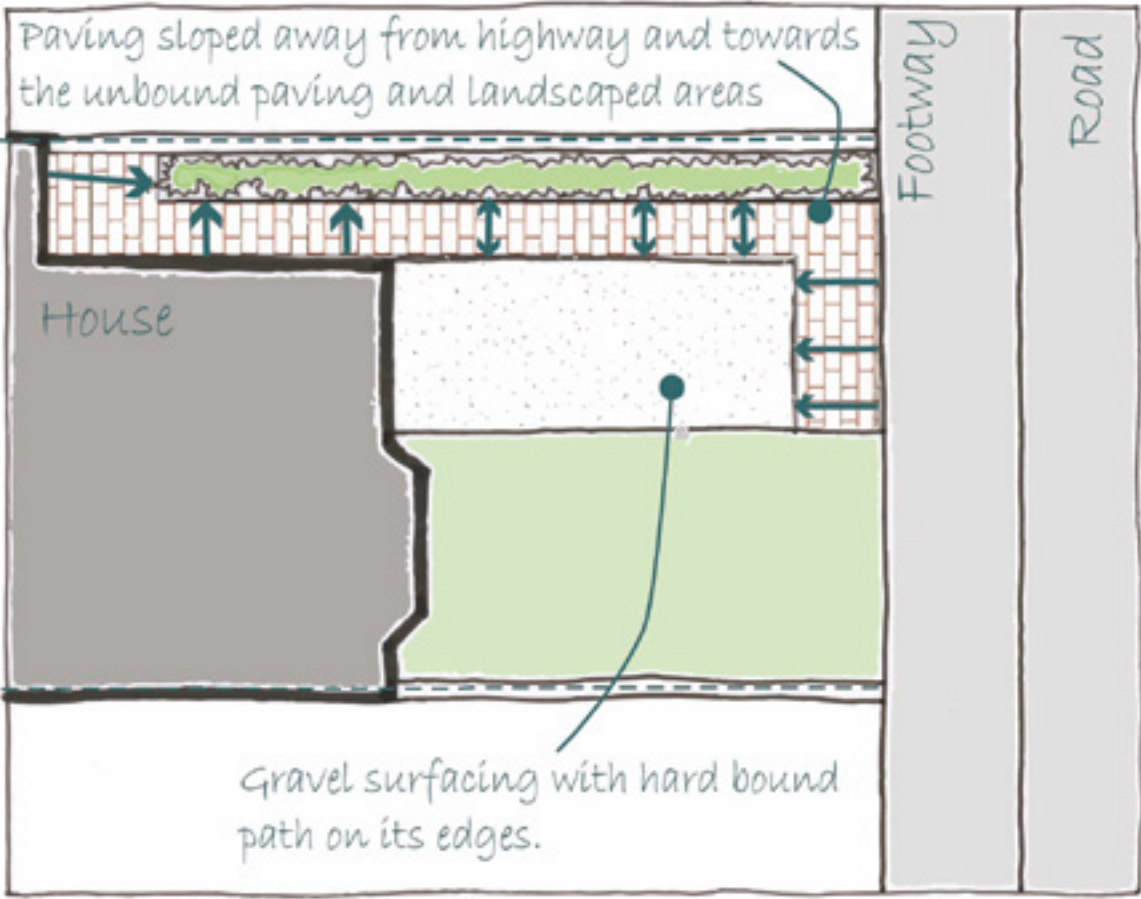 Paving sloped away from highway and towards
the unbound paving and landscaped areas
Footway
Road
House
Gravel surfacing with hard bound
path on its edges.